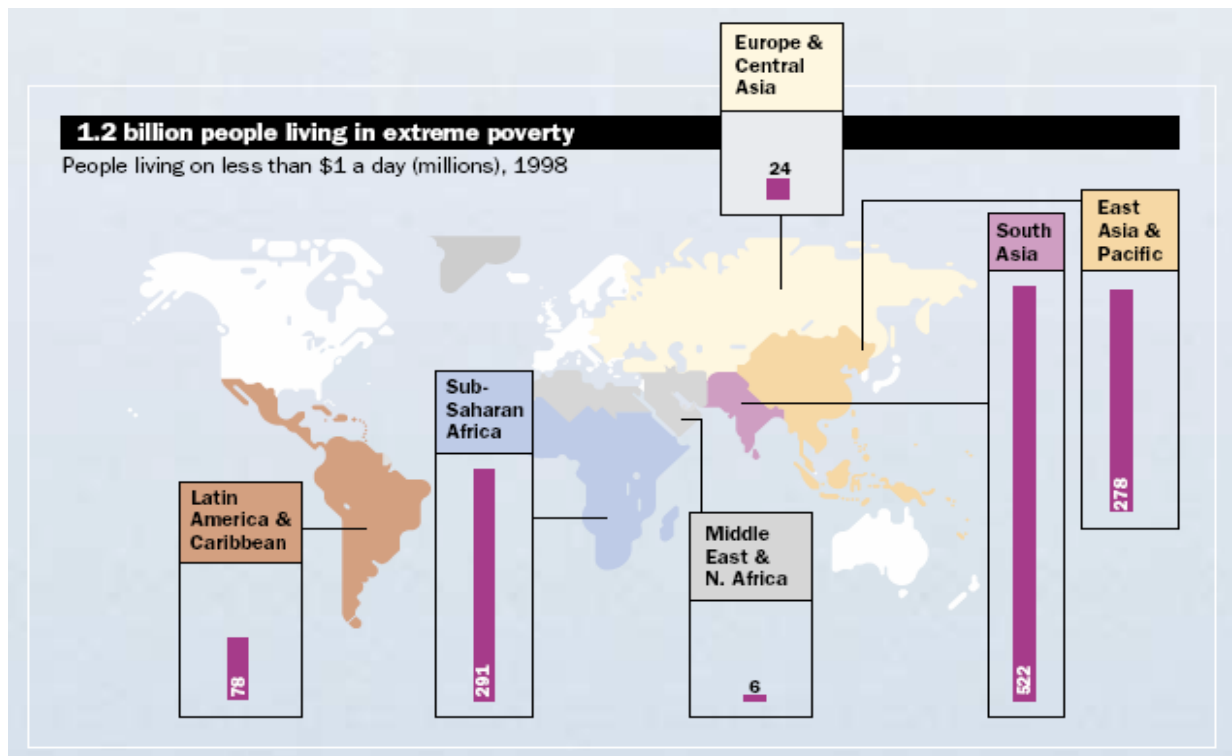 Europe &
Central
Asia
24
1.2 billion people living in extreme poverty
People living on less than $1 a day (millions), 1998
East
Asia &
Pacific
278
South
Asia
522
Sub-
Saharan
Africa
291
Latin
America &
Caribbean
78
Middle
East &
N. Africa
6